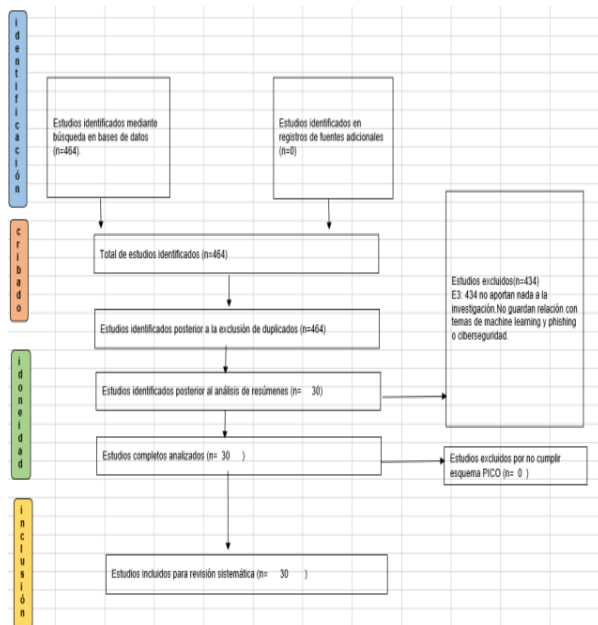 identificación
Estudios identificados mediante
búsqueda en bases de datos
(n=464).
Estudios identificados en
registros de fuentes adicionales
(n=0)
cribado
Total de estudios identificados (n=464)
Estudios excluidos(n=434)
E3: 434 no aportan nada a la
investigación.No guardan relación con
temas de machine learning y phishing
o ciberseguridad.
Estudios identificados posterior a la exclusión de duplicados (n=464)
idoneidad
Estudios identificados posterior al análisis de resúmenes (n= 30)
Estudios completos analizados (n= 30 )
Estudios excluidos por no cumplir
esquema PICO (n= 0 )
inclusión
Estudios incluidos para revisión sistemática (n= 30 )